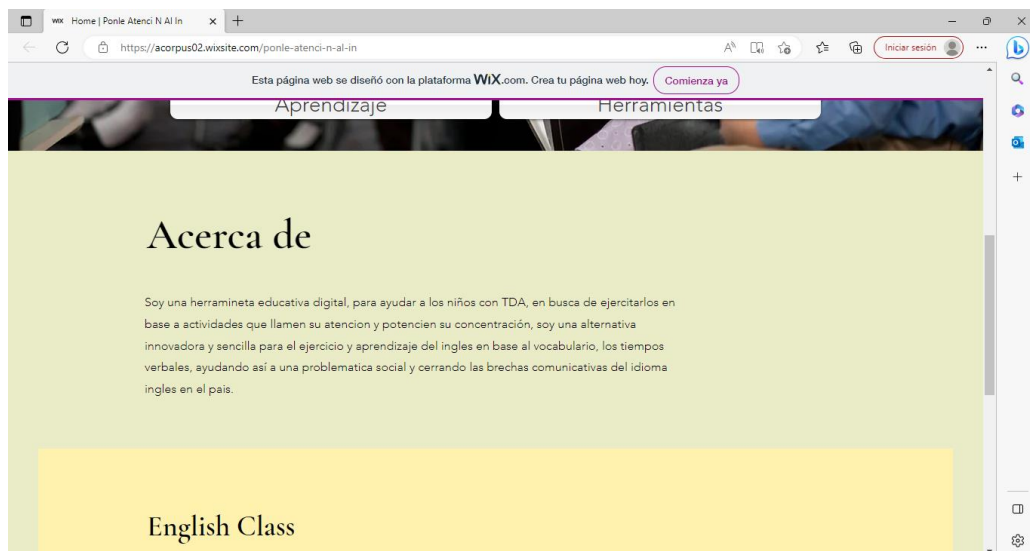 WIX Home | Ponle Atenci N Al In
https://acorpus02.wixsite.com/ponle-atenci-n-al-in
Iniciar sesión
Esta página web se diseñó con la plataforma WiX.com. Crea tu página web hoy. Comienza ya
Aprendizaje Herramientas
Acerca de
Soy una herramineta educativa digital, para ayudar a los niños con TDA, en busca de ejercitarlos en
base a actividades que llamen su atencion y potencien su concentración, soy una alternativa
innovadora y sencilla para el ejercicio y aprendizaje del ingles en base al vocabulario, los tiempos
verbales, ayudando así a una problematica social y cerrando las brechas comunicativas del idioma
ingles en el pais.
English Class